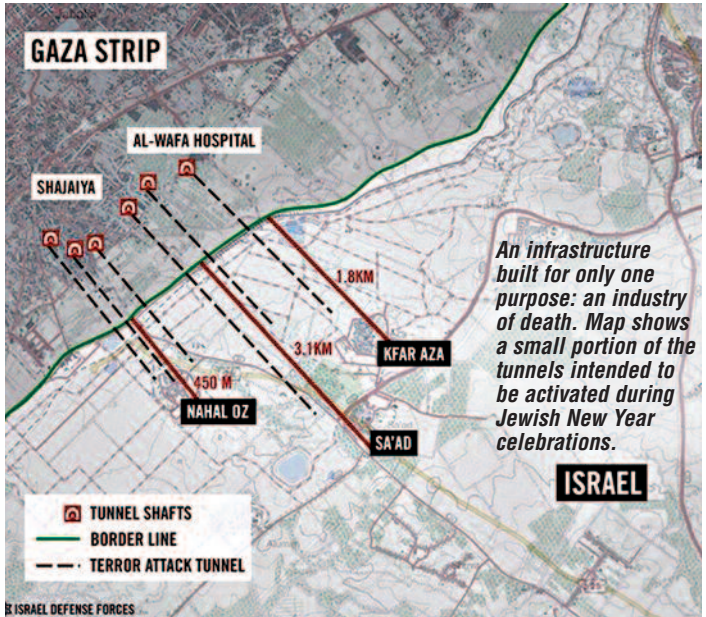 GAZA STRIP
AL-WAFA HOSPITAL
SHAJAIYA
An infrastructure
built for only one
purpose: an industry
of death. Map shows
a small portion of the
tunnels intended to
be activated during
Jewish New Year
celebrations.
1.8KM
3.1KM
KFAR AZA
450 M
NAHAL OZ
SA'AD
ISRAEL
TUNNEL SHAFTS
BORDER LINE
TERROR ATTACK TUNNEL
ISRAEL DEFENSE FORCES